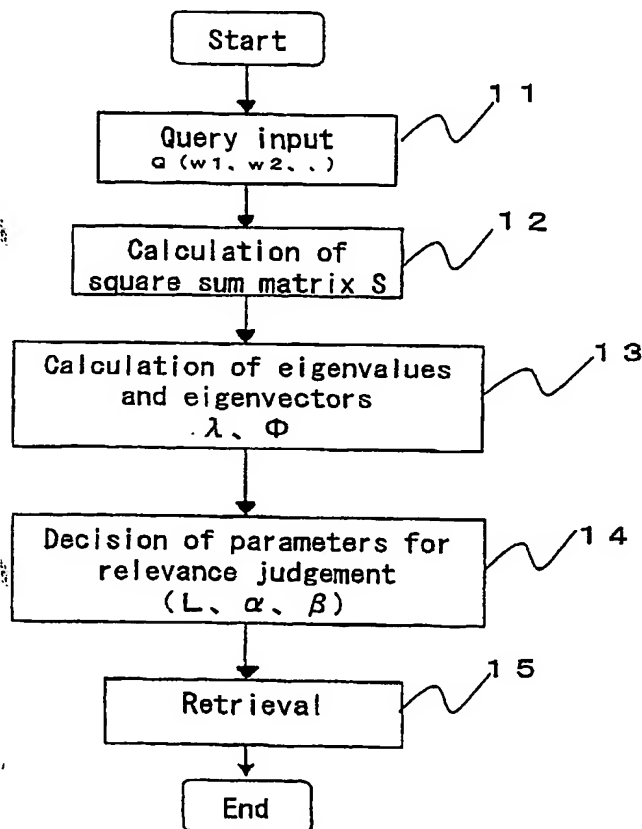 Start
11
Query input
Q (w1、w2、.)
12
Calculation of
square sum matrix S
13
Calculation of eigenvalues
and eigenvectors
λ、Φ
14
Decision of parameters for
relevance judgement
(L、α、β)
15
Retrieval
End